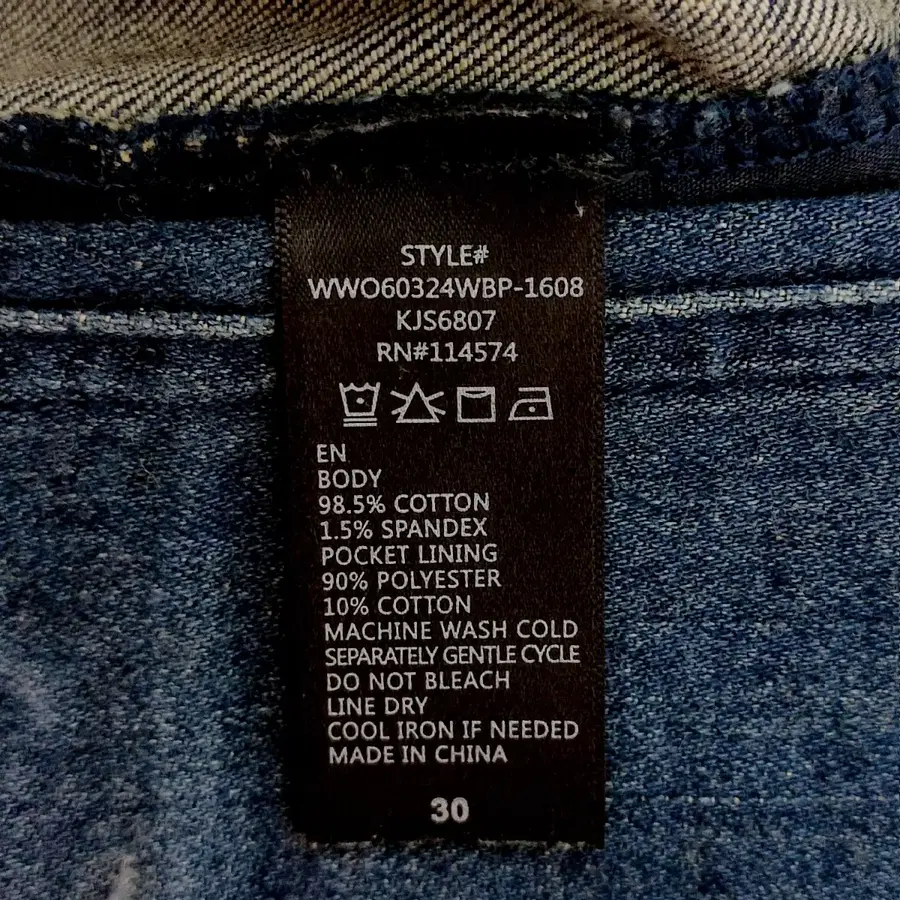 STYLE#
WWO60324WBP-1608
KJS6807
RN#114574
EN
BODY
98.5% COTTON
1.5% SPANDEX
POCKET LINING
90% POLYESTER
10% COTTON
MACHINE WASH COLD
SEPARATELY GENTLE CYCLE
DO NOT BLEACH
LINE DRY
COOL IRON IF NEEDED
MADE IN CHINA
30